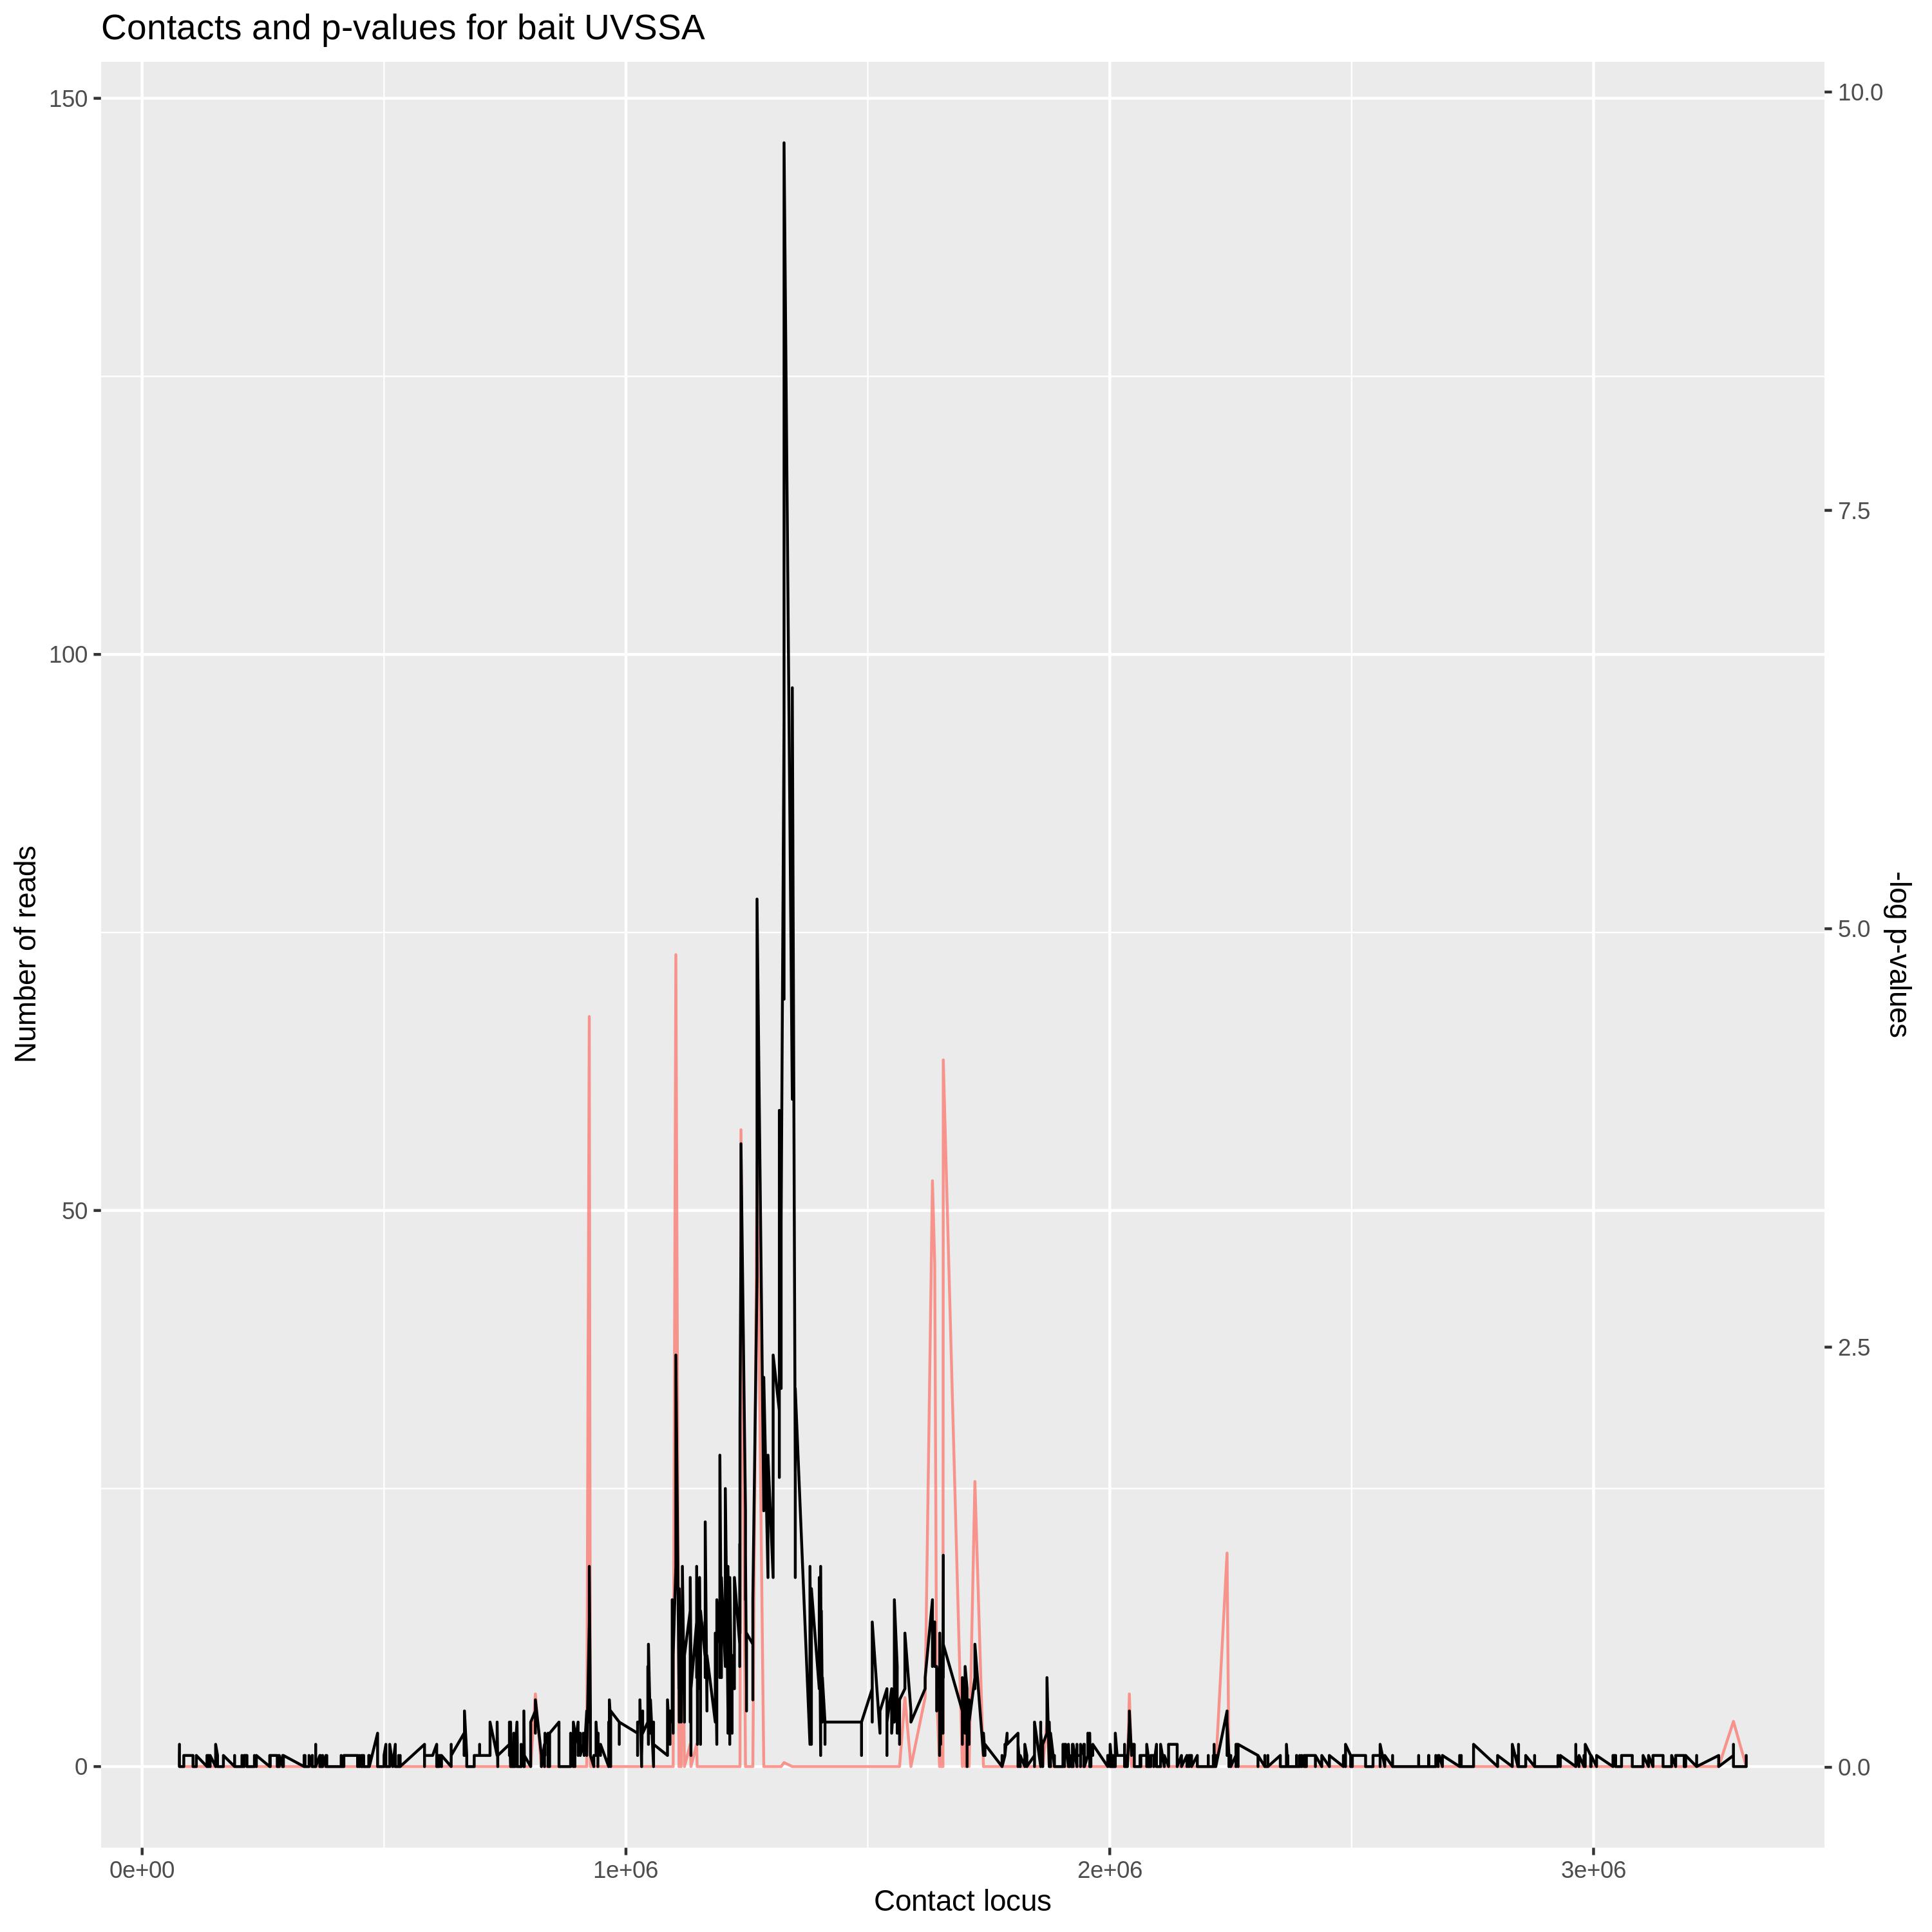 Contacts and p-values for bait UVSSA
150
100
50
0
Number of reads
10.0
7.5
5.0
2.5
0.0
-log p-values
0e+00
1e+06
2e+06
3e+06
Contact locus